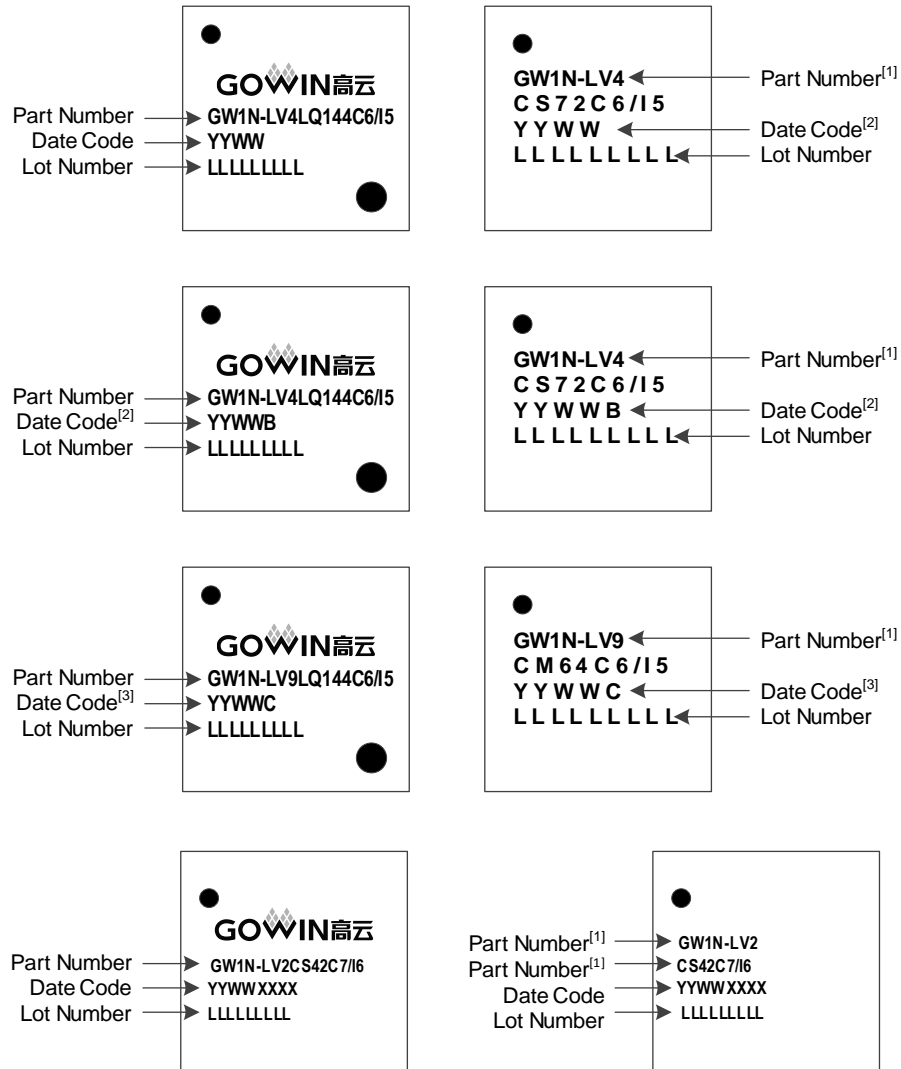 GOWIN高云
Part Number GW1N-LV4LQ144C6/I5
Date Code YYWW
Lot Number LLLLLLLLL
GW1N-LV4 Part Number[1]
CS72C6/I5
YYWW Date Code[2]
LLLLLLLLL Lot Number
GOWIN高云
Part Number GW1N-LV4LQ144C6/I5
Date Code[2] YYWWB
Lot Number LLLLLLLLL
GW1N-LV4 Part Number[1]
CS72C6/I5
YYWWB Date Code[2]
LLLLLLLLL Lot Number
GOWIN高云
Part Number GW1N-LV9LQ144C6/I5
Date Code[3] YYWWC
Lot Number LLLLLLLLL
GW1N-LV9 Part Number[1]
CM64C6/I5
YYWWC Date Code[3]
LLLLLLLLL Lot Number
GOWIN高云
Part Number GW1N-LV2CS42C7/I6
Date Code YYWWXXXX
Lot Number LLLLLLLLL
Part Number[1] GW1N-LV2
Part Number[1] CS42C7/I6
Date Code YYWWXXXX
Lot Number LLLLLLLLL